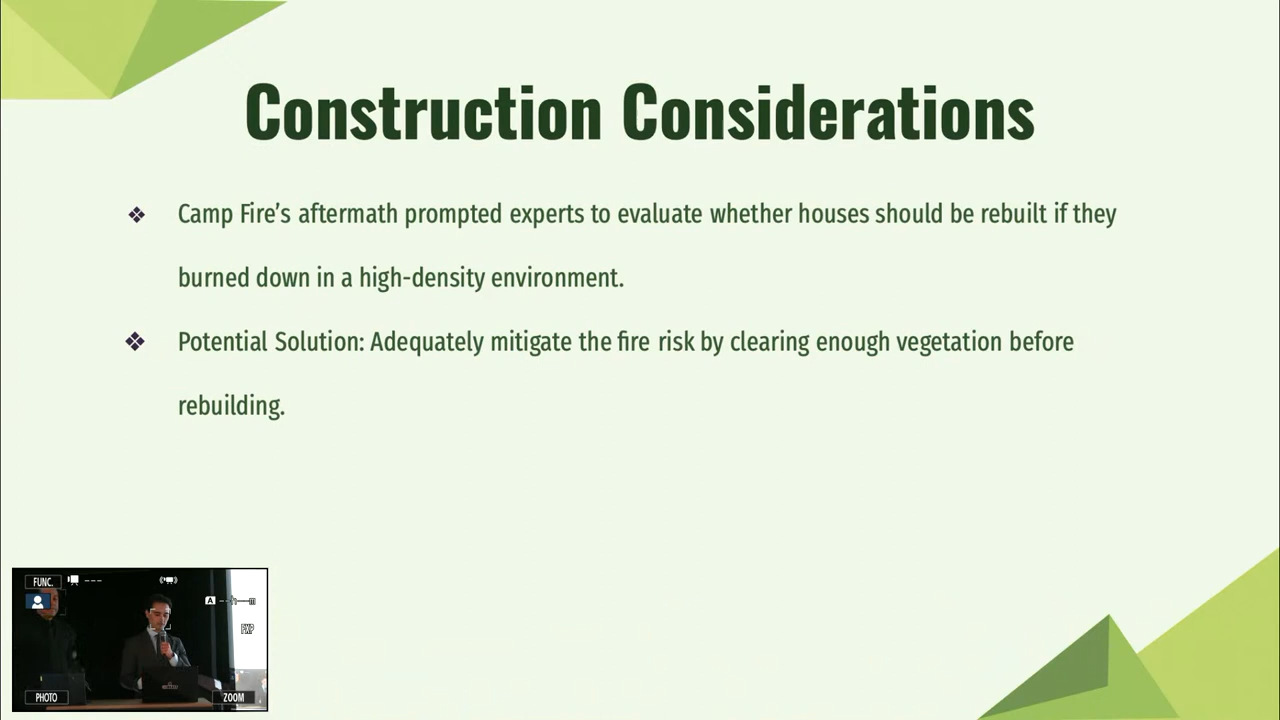 Construction Considerations
❖ Camp Fire’s aftermath prompted experts to evaluate whether houses should be rebuilt if they
burned down in a high-density environment.
❖ Potential Solution: Adequately mitigate the fire risk by clearing enough vegetation before
rebuilding.
FUNC.
A
PHOTO
ZOOM